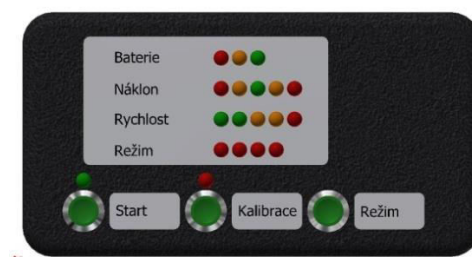 Baterie
Náklon
Rychlost
Režim
Start
Kalibrace
Režim